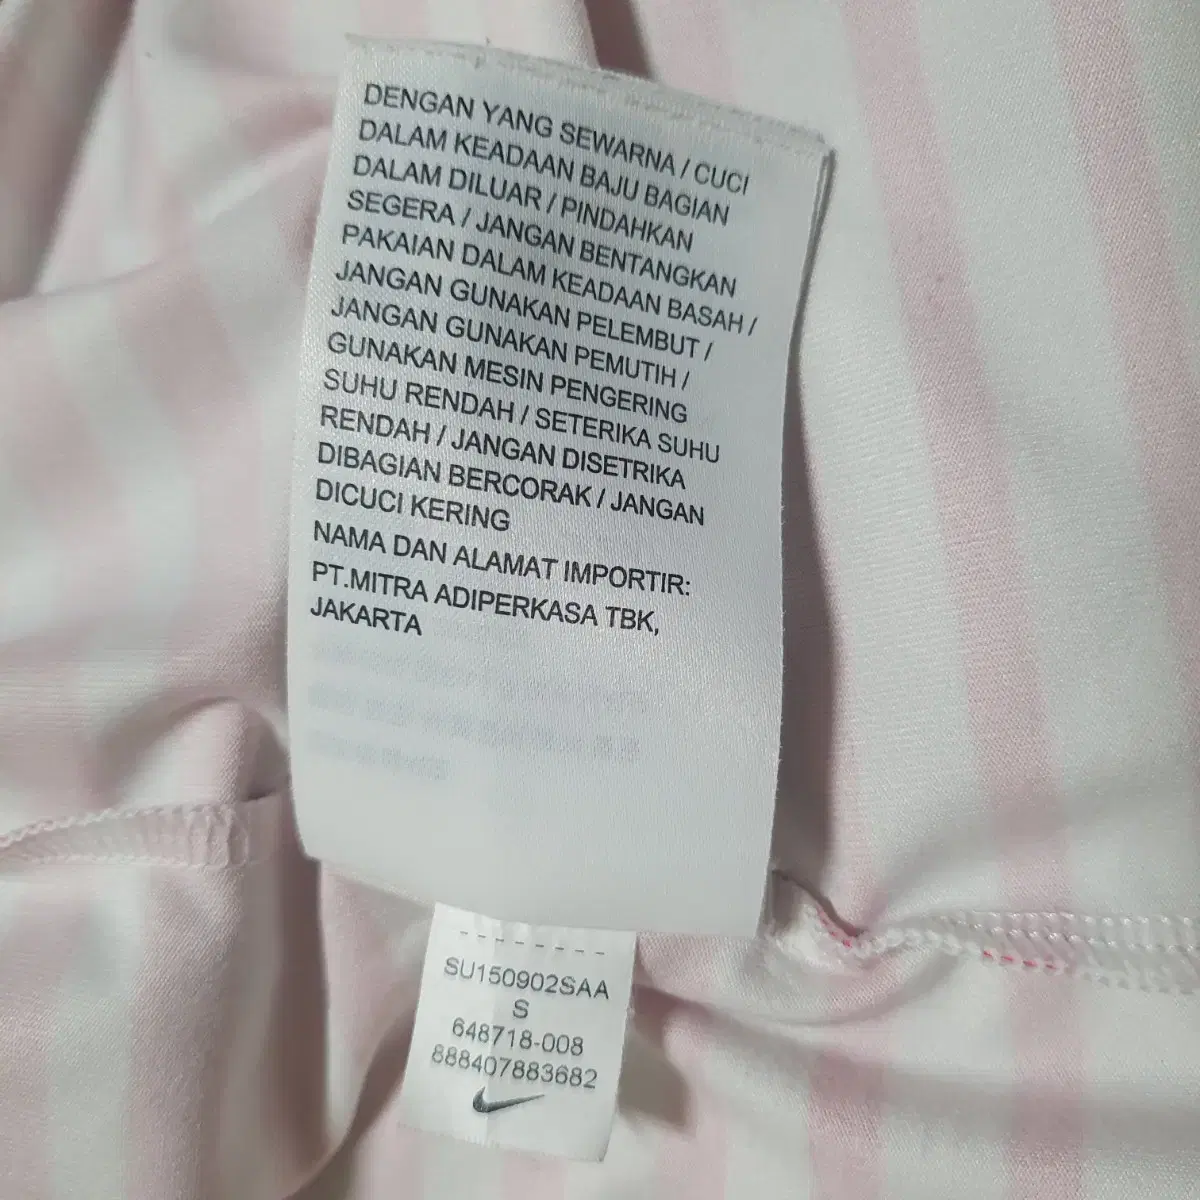 DENGAN YANG SEWARNA / CUCI
DALAM KEADAAN BAJU BAGIAN
DALAM DILUAR / PINDAHKAN
SEGERA / JANGAN BENTANGKAN
PAKAIAN DALAM KEADAAN BASAH /
JANGAN GUNAKAN PELEMBUT /
JANGAN GUNAKAN PEMUTIH /
GUNAKAN MESIN PENGERING
SUHU RENDAH / SETERIKA SUHU
RENDAH / JANGAN DISETRIKA
DIBAGIAN BERCORAK / JANGAN
DICUCI KERING
NAMA DAN ALAMAT IMPORTIR:
PT.MITRA ADIPERKASA TBK,
JAKARTA
SU150902SAA
S
648718-008
888407883682